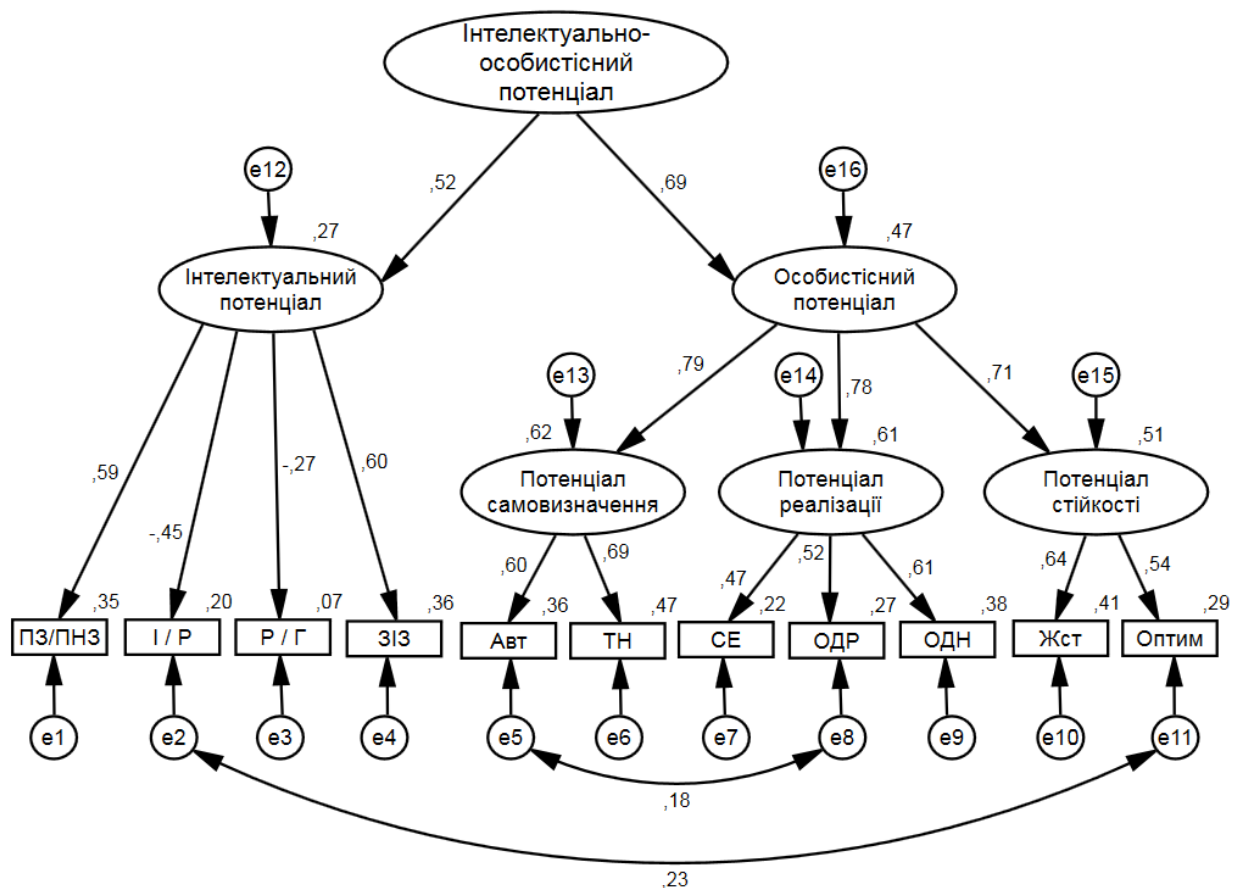 Інтелектуально-
особистісний
потенціал
e12
e16
,52
,69
,27
,47
Інтелектуальний
потенціал
Особистісний
потенціал
e13
e14
e15
,79
,78
,71
,62
,61
,51
,59
-,45
-,27
,60
Потенціал
самовизначення
Потенціал
реалізації
Потенціал
стійкості
,60
,69
,47
,52
,61
,64
,54
,35
,20
,07
,36
,36
,47
,22
,27
,38
,41
,29
ПЗ/ПНЗ
І / Р
Р / Г
ЗІЗ
Авт
ТН
СЕ
ОДР
ОДН
Жст
Оптим
e1
e2
e3
e4
e5
e6
e7
e8
e9
e10
e11
,18
,23